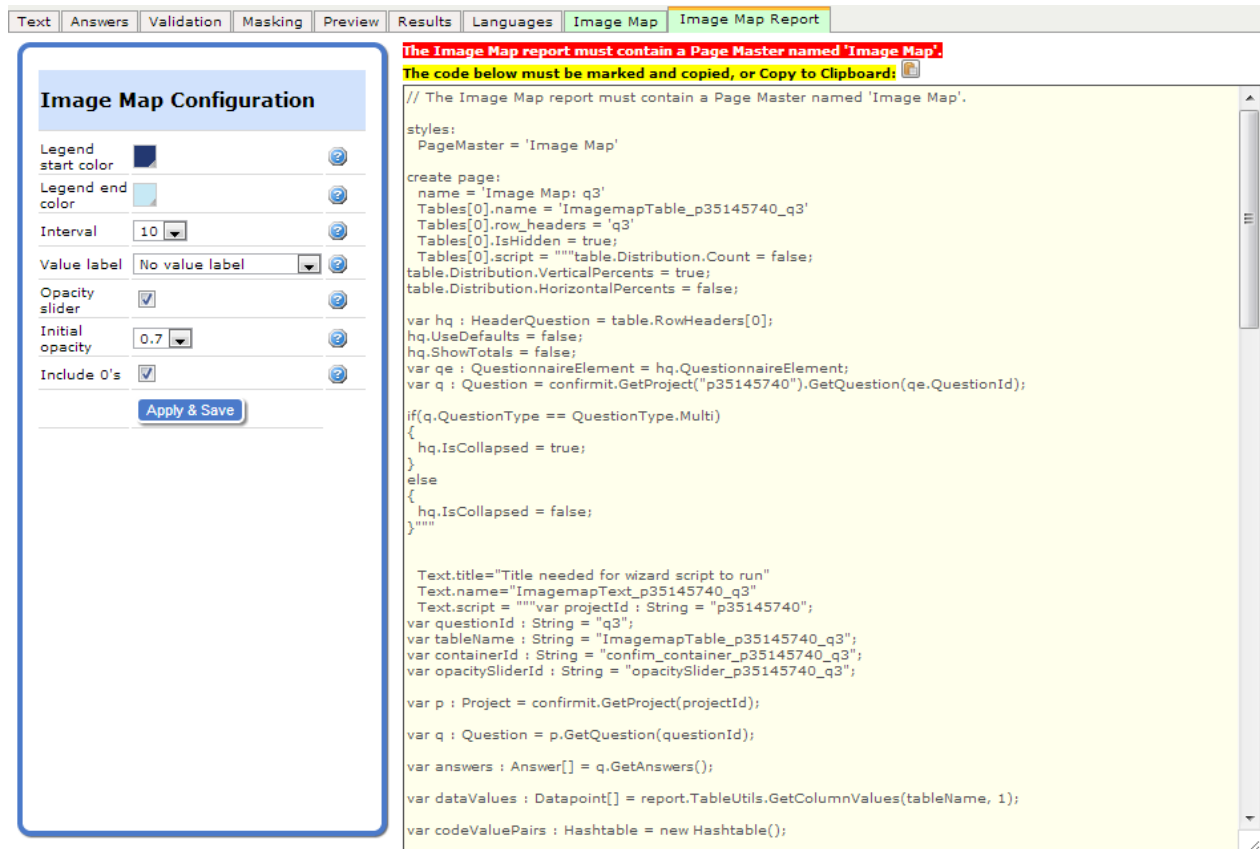 Text Answers Validation Masking Preview Results Languages Image Map Image Map Report
Image Map Configuration
Legend start color
Legend end color
Interval 10
Value label No value label
Opacity slider
Initial opacity 0.7
Include 0's
Apply & Save
The Image Map report must contain a Page Master named 'Image Map'.
The code below must be marked and copied, or Copy to Clipboard:
// The Image Map report must contain a Page Master named 'Image Map'.
styles:
PageMaster = 'Image Map'
create page:
name = 'Image Map: q3'
Tables[0].name = 'ImagemapTable_p35145740_q3'
Tables[0].row_headers = 'q3'
Tables[0].IsHidden = true;
Tables[0].script = """table.Distribution.Count = false;
table.Distribution.VerticalPercents = true;
table.Distribution.HorizontalPercents = false;
var hq : HeaderQuestion = table.RowHeaders[0];
hq.UseDefaults = false;
hq.ShowTotals = false;
var qe : QuestionnaireElement = hq.QuestionnaireElement;
var q : Question = confirmit.GetProject("p35145740").GetQuestion(qe.QuestionId);
if(q.QuestionType == QuestionType.Multi)
{
hq.IsCollapsed = true;
}
else
{
hq.IsCollapsed = false;
}"""
Text.title="Title needed for wizard script to run"
Text.name="ImagemapText_p35145740_q3"
Text.script = """var projectId : String = "p35145740";
var questionId : String = "q3";
var tableName : String = "ImagemapTable_p35145740_q3";
var containerId : String = "confim_container_p35145740_q3";
var opacitySliderId : String = "opacitySlider_p35145740_q3";
var p : Project = confirmit.GetProject(projectId);
var q : Question = p.GetQuestion(questionId);
var answers : Answer[] = q.GetAnswers();
var dataValues : Datapoint[] = report.TableUtils.GetColumnValues(tableName, 1);
var codeValuePairs : Hashtable = new Hashtable();